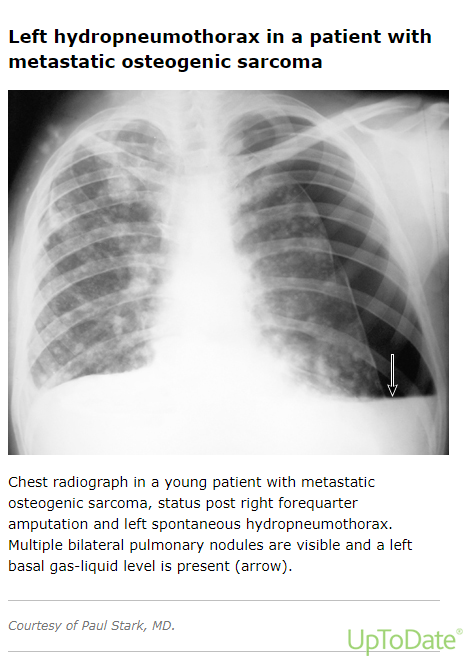 Left hydropneumothorax in a patient with
metastatic osteogenic sarcoma
Chest radiograph in a young patient with metastatic
osteogenic sarcoma, status post right forequarter
amputation and left spontaneous hydropneumothorax.
Multiple bilateral pulmonary nodules are visible and a left
basal gas-liquid level is present (arrow).
Courtesy of Paul Stark, MD.
UpToDate®